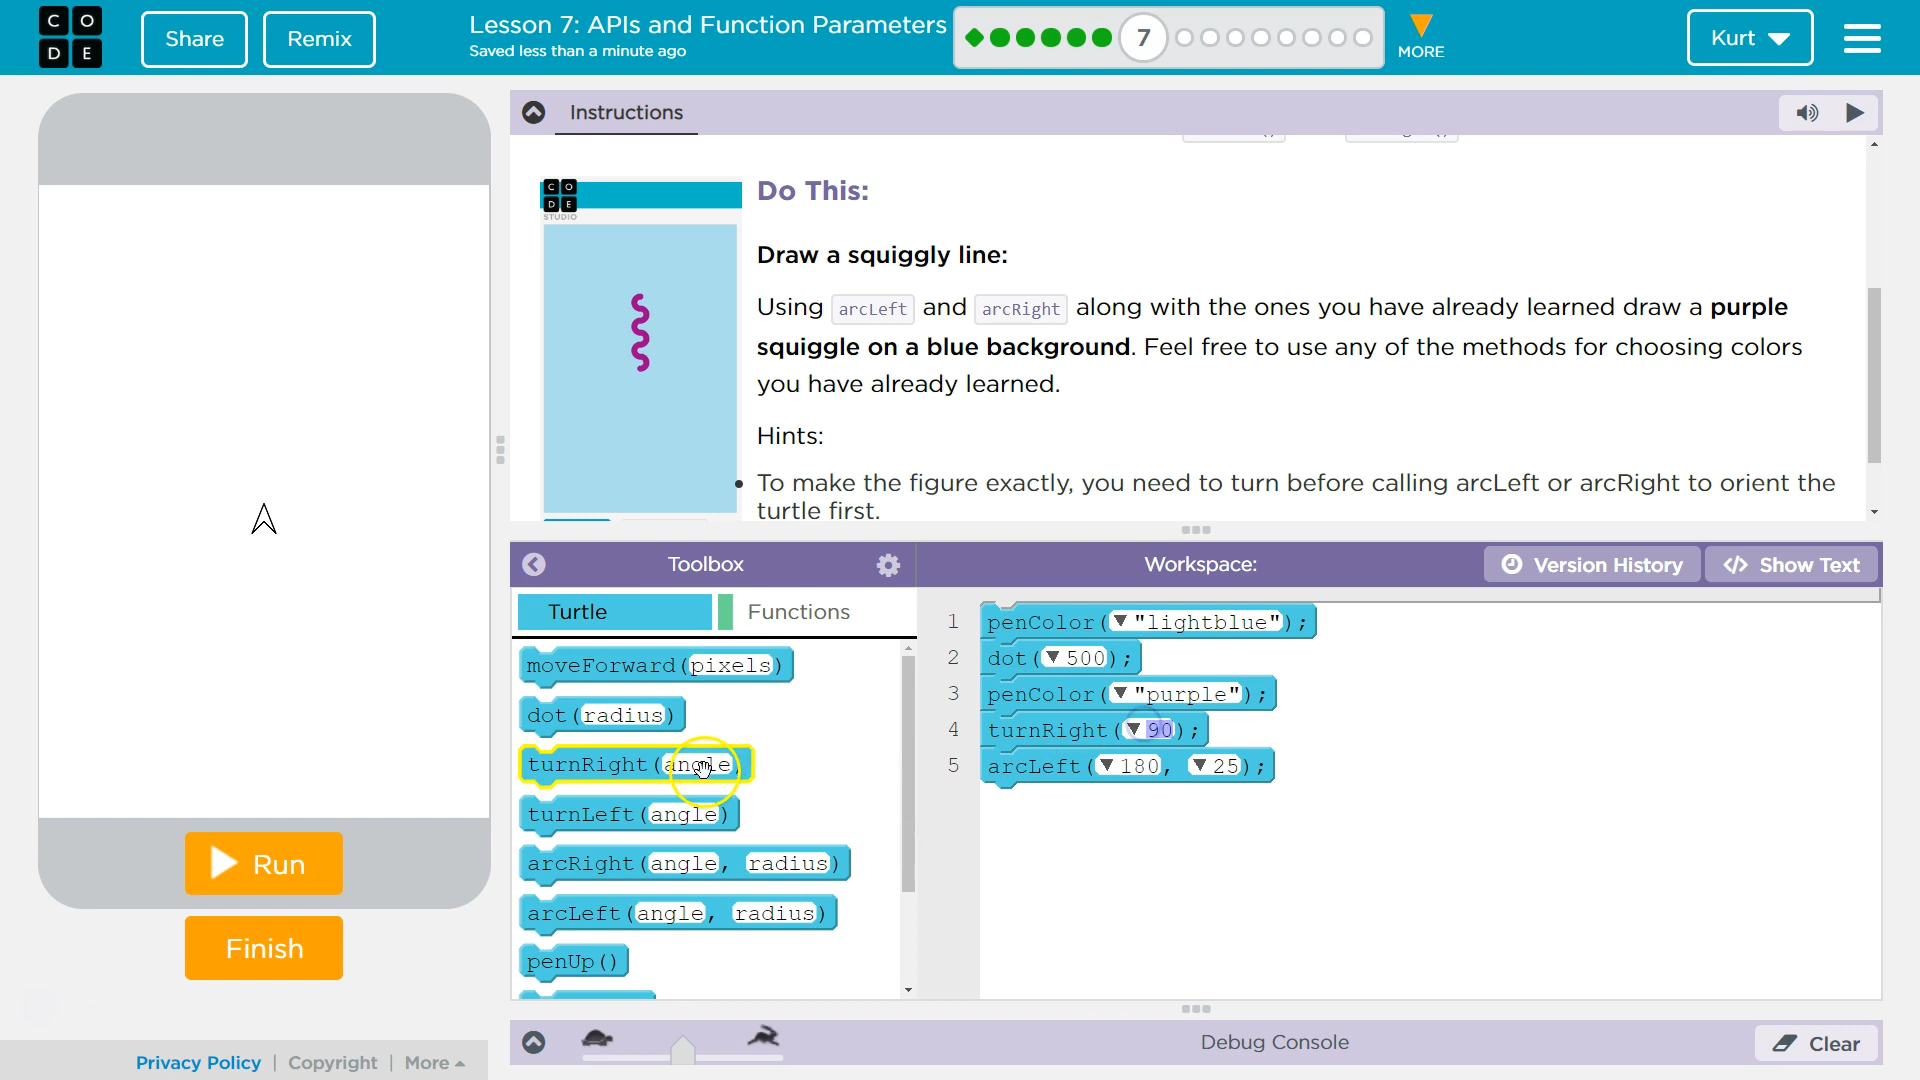 CODE
Share
Remix
Lesson 7: APIs and Function Parameters
Saved less than a minute ago
7
MORE
Kurt
Instructions
CODE
STUDIO
Do This:
Draw a squiggly line:
Using arcLeft and arcRight along with the ones you have already learned draw a purple
squiggle on a blue background. Feel free to use any of the methods for choosing colors
you have already learned.
Hints:
To make the figure exactly, you need to turn before calling arcLeft or arcRight to orient the
turtle first.
Toolbox
Workspace:
Version History
</> Show Text
Turtle
Functions
moveForward(pixels)
dot(radius)
turnRight(angle)
turnLeft(angle)
arcRight(angle, radius)
arcLeft(angle, radius)
penUp()
1 penColor("lightblue");
2 dot(500);
3 penColor("purple");
4 turnRight(90);
5 arcLeft(180, 25);
Run
Finish
Debug Console
Clear
Privacy Policy | Copyright | More